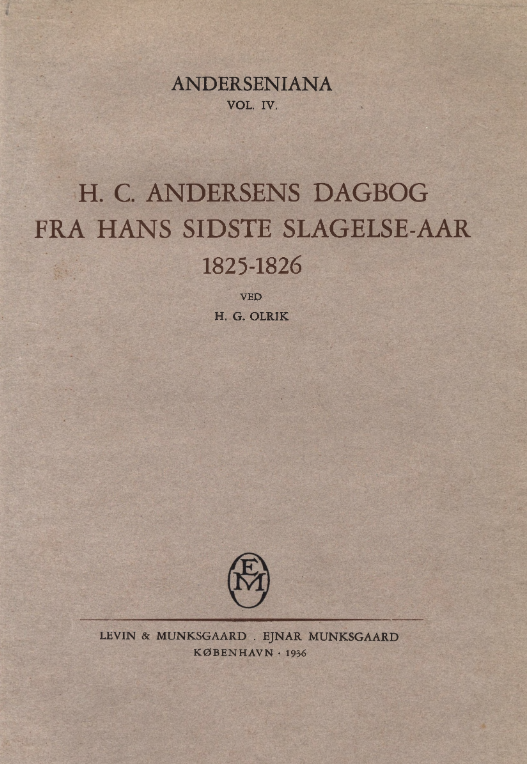 ANDERSENIANA
VOL. IV.
H. C. ANDERSENS DAGBOG
FRA HANS SIDSTE SLAGELSE-AAR
1825-1826
VED
H. G. OLRIK
EM
LEVIN & MUNKSGAARD . EJNAR MUNKSGAARD
KØBENHAVN · 1936